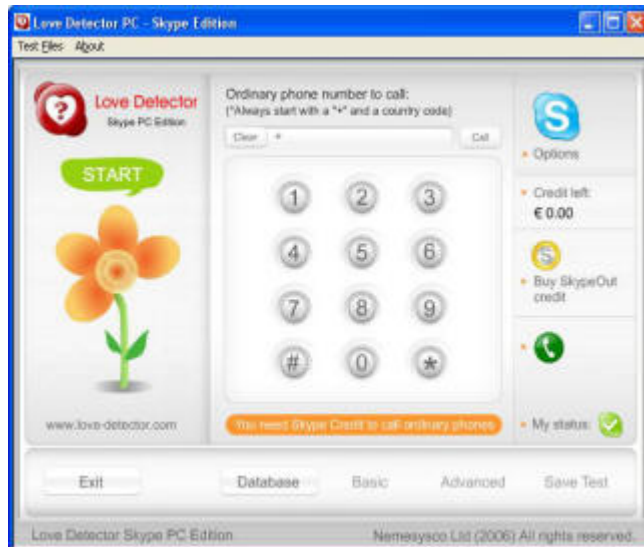 Love Detector PC - Skype Edition
Test Files About
Love Detector
Skype PC Edition
START
www.love-detector.com
Ordinary phone number to call:
(*Always start with a "+" and a country code)
Clear + Call
1 2 3
4 5 6
7 8 9
# 0 *
You need Skype Credit to call ordinary phones
S
Options
Credit left:
€ 0.00
S
Buy SkypeOut
credit
My status:
Exit Database Basic Advanced Save Test
Love Detector Skype PC Edition Nemesysco Ltd (2006) All rights reserved.